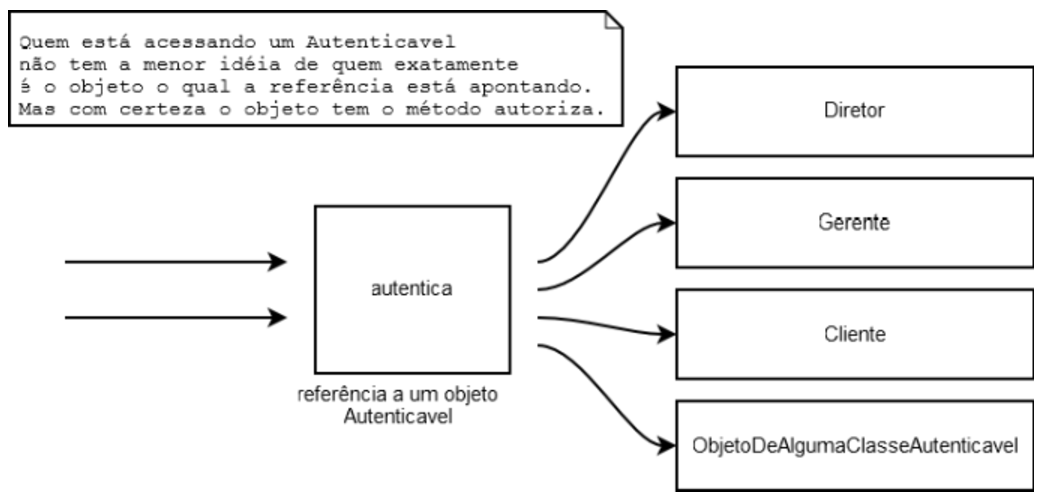 Quem está acessando um Autenticavel
não tem a menor idéia de quem exatamente
é o objeto o qual a referência está apontando.
Mas com certeza o objeto tem o método autoriza.
Diretor
Gerente
autentica
Cliente
referência a um objeto
Autenticavel
ObjetoDeAlgumaClasseAutenticavel